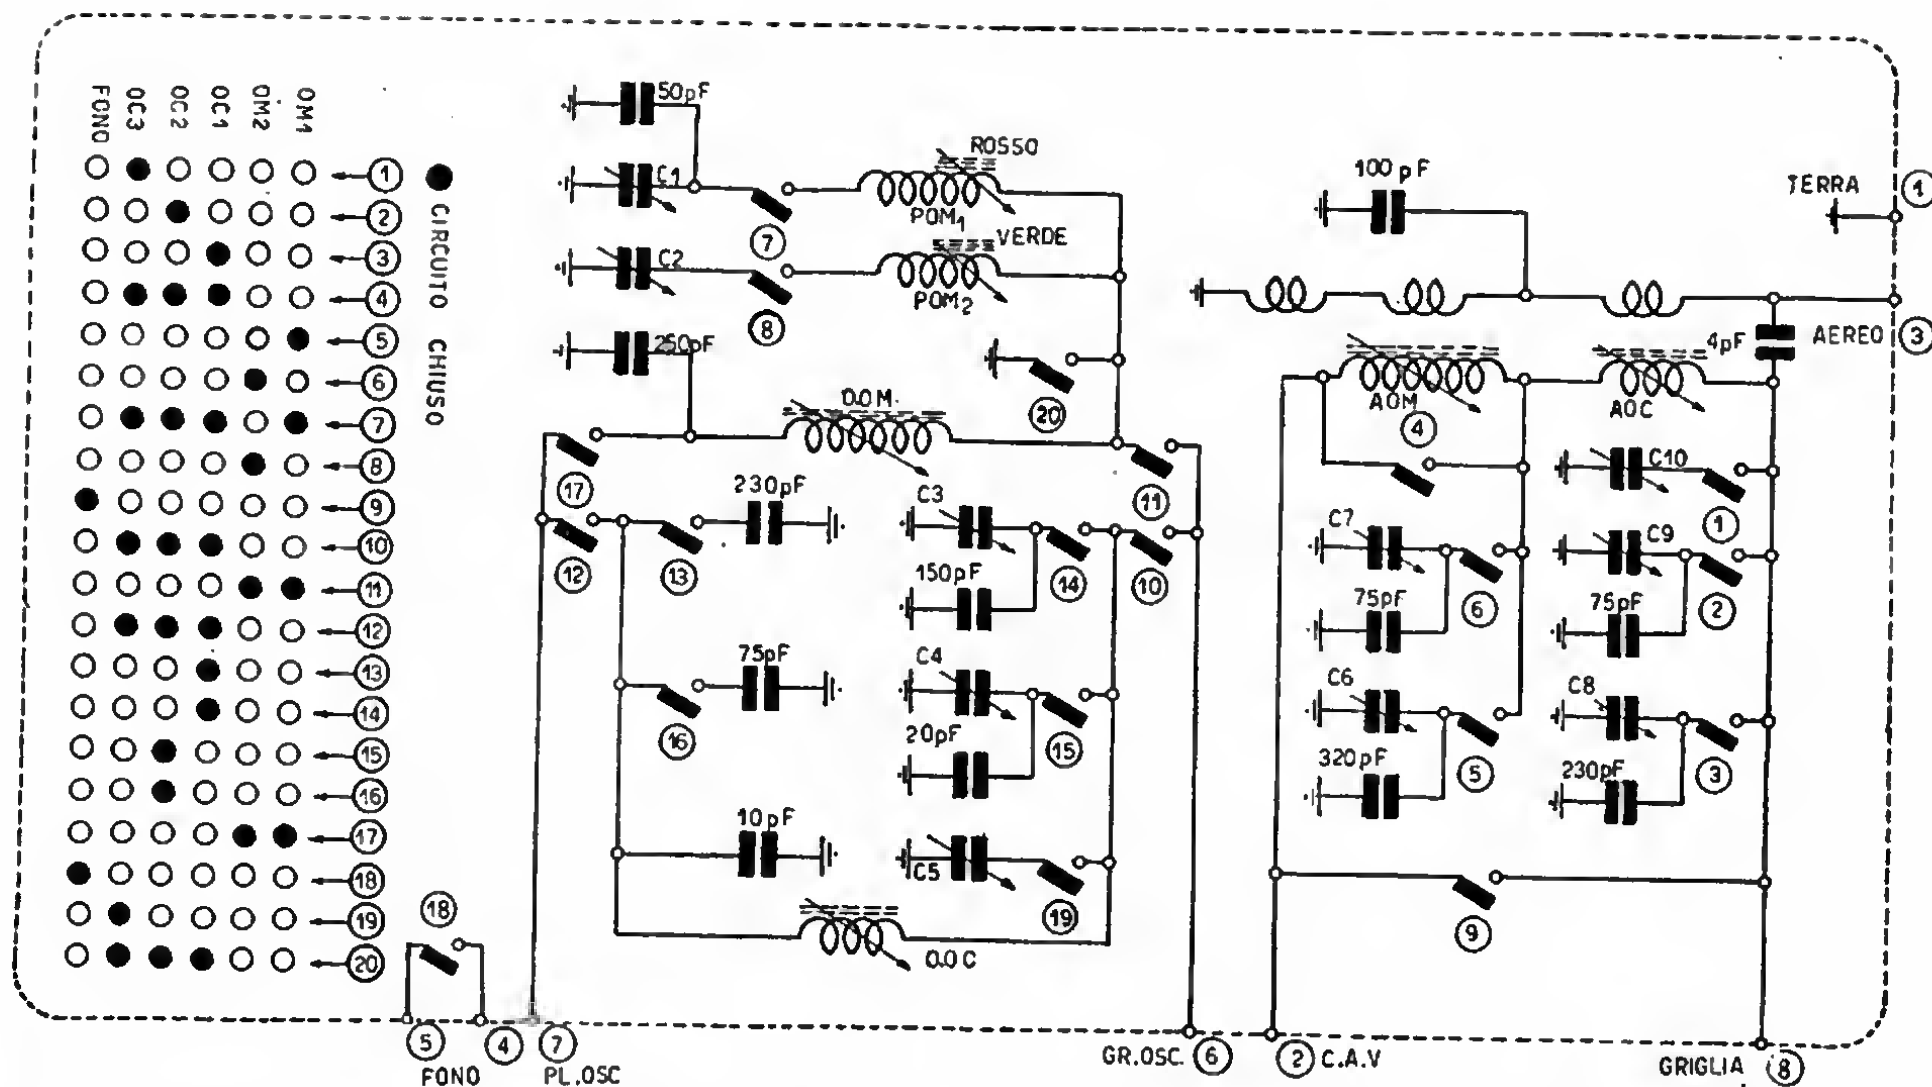 FONO OC3 OC2 OC1 OM2 OM1
1
2
3
4
5
6
7
8
9
10
11
12
13
14
15
16
17
18
19
20
CIRCUITO CHIUSO
50pF
C1
7
ROSSO
POM1
C2
8
VERDE
POM2
250pF
20
O.O.M.
17
11
230pF
12
13
C3
150pF
14
10
75pF
16
C4
20pF
15
10pF
C5
19
O.O.C
18
100 pF
TERRA
1
AEREO
3
4pF
AOM
4
AOC
C10
1
C7
75pF
6
C9
75pF
2
C6
320pF
5
C8
230pF
3
9
5
4
FONO
7
PL.OSC
GR.OSC. 6
2 C.A.V
GRIGLIA 8